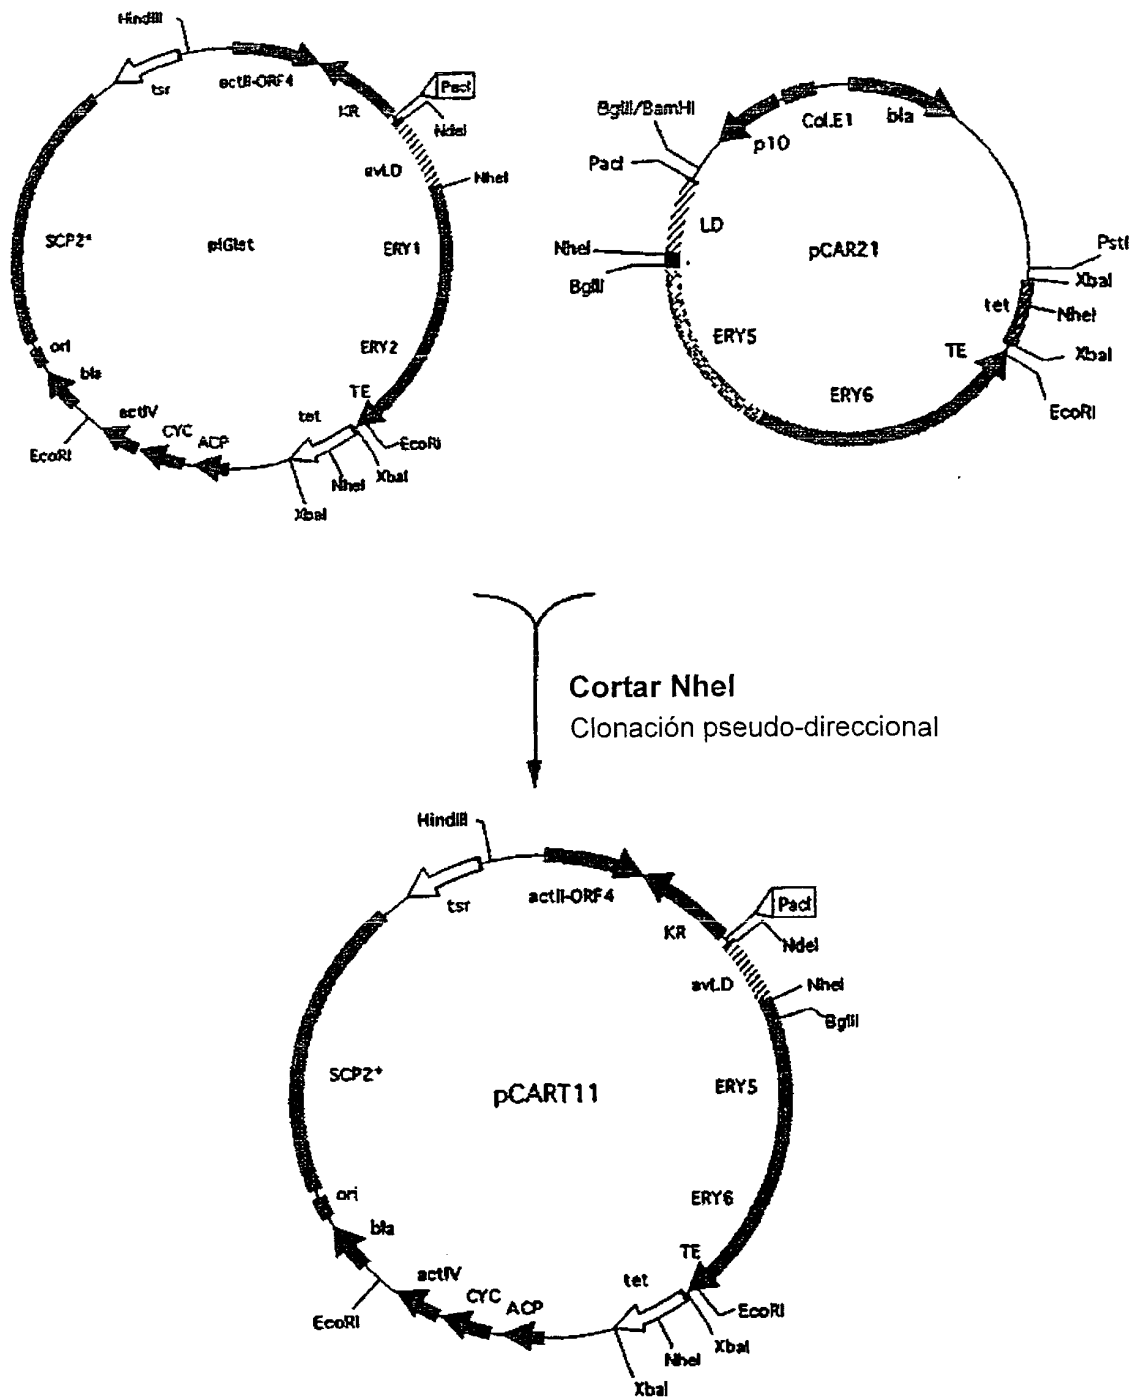 HindIII
tsr
actII-ORF4
KR
PacI
NdeI
avLD
NheI
SCP2*
pIGlet
ERY1
ERY2
ori
bla
TE
tet
EcoRI
actIV
CYC
ACP
EcoRI
XbaI
NheI
XbaI
BglII/BamHI
p10
Col.E1
bla
PacI
LD
NheI
pCAR21
BglII
PstI
XbaI
tet
NheI
ERY5
TE
XbaI
ERY6
EcoRI
Cortar NheI
Clonación pseudo-direccional
HindIII
tsr
actII-ORF4
KR
PacI
NdeI
avLD
NheI
BglII
SCP2*
pCART11
ERY5
ERY6
ori
bla
TE
tet
actIV
CYC
ACP
EcoRI
EcoRI
XbaI
NheI
XbaI